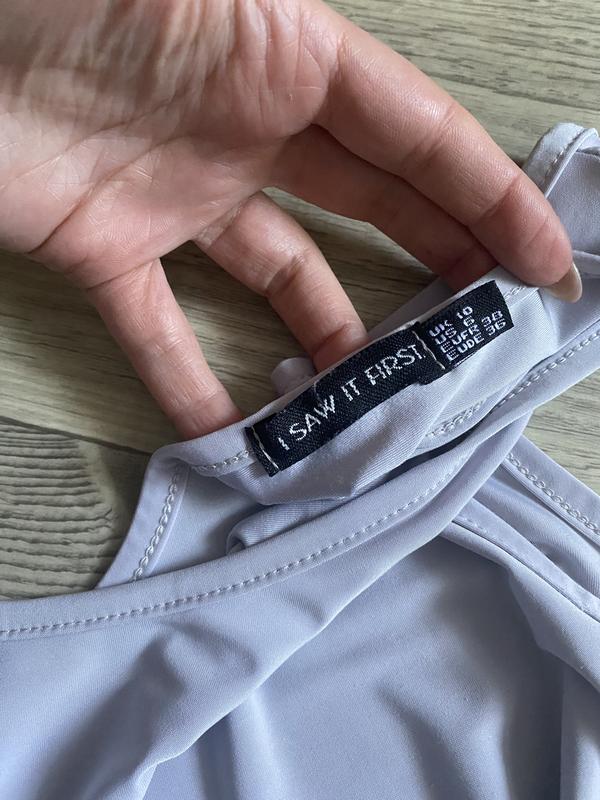 I SAW IT FIRST
UK 10
US 6
EUFR 38
EUDE 36